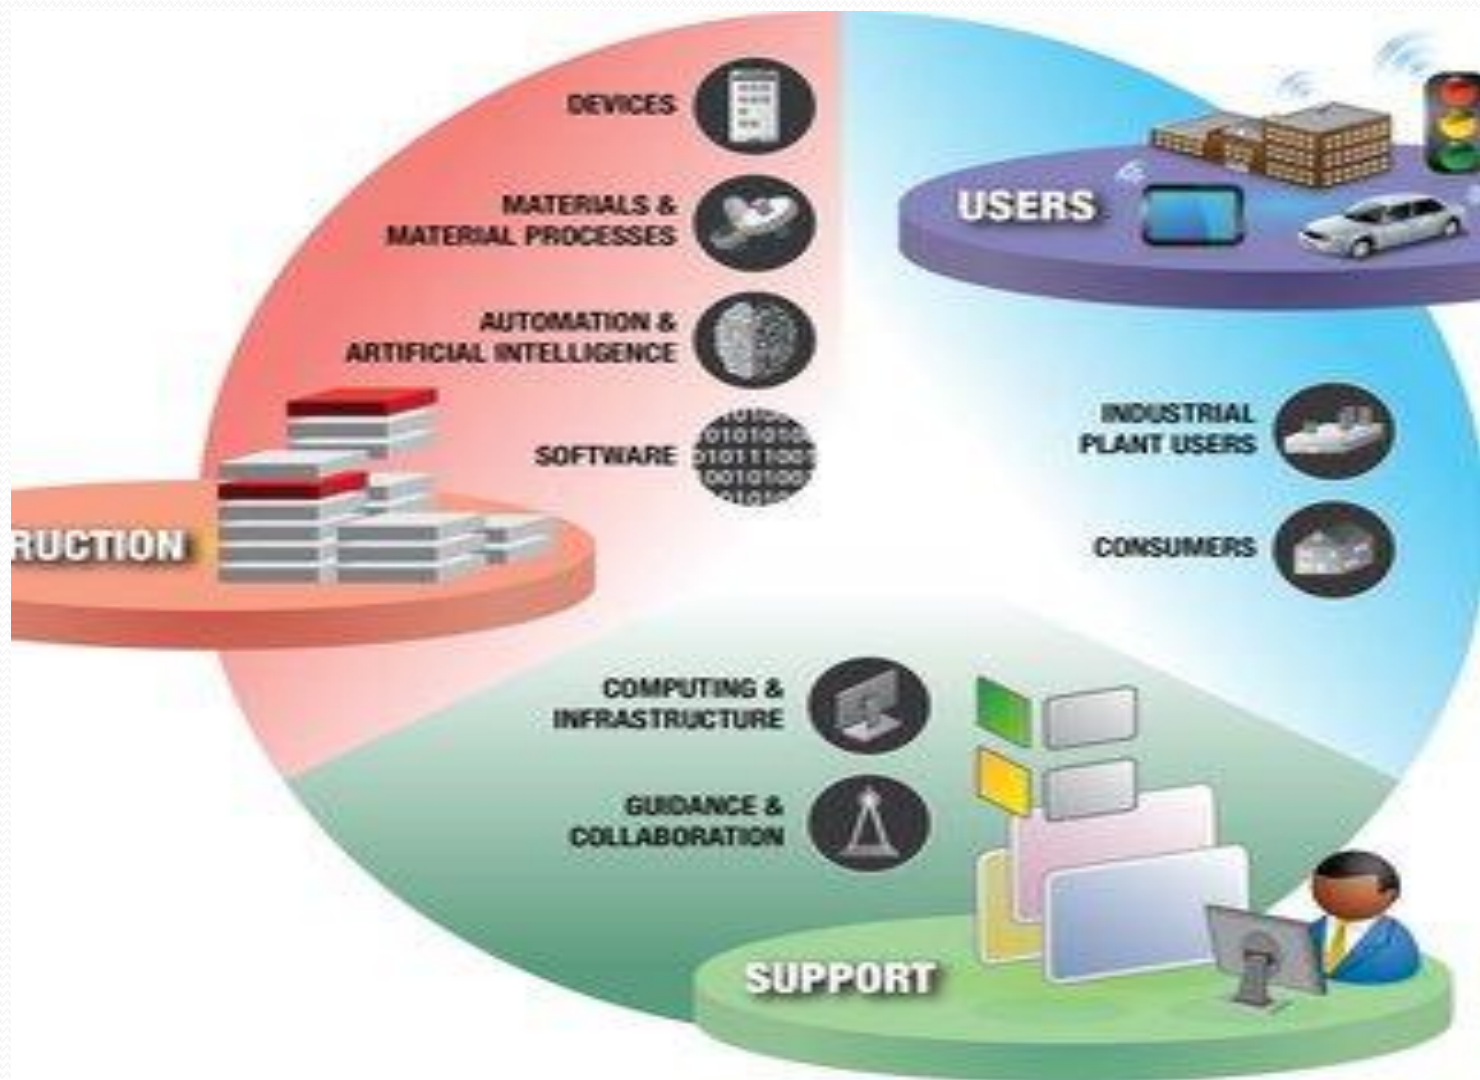 DEVICES
MATERIALS &
MATERIAL PROCESSES
AUTOMATION &
ARTIFICIAL INTELLIGENCE
SOFTWARE
RUCTION
USERS
INDUSTRIAL
PLANT USERS
CONSUMERS
COMPUTING &
INFRASTRUCTURE
GUIDANCE &
COLLABORATION
SUPPORT